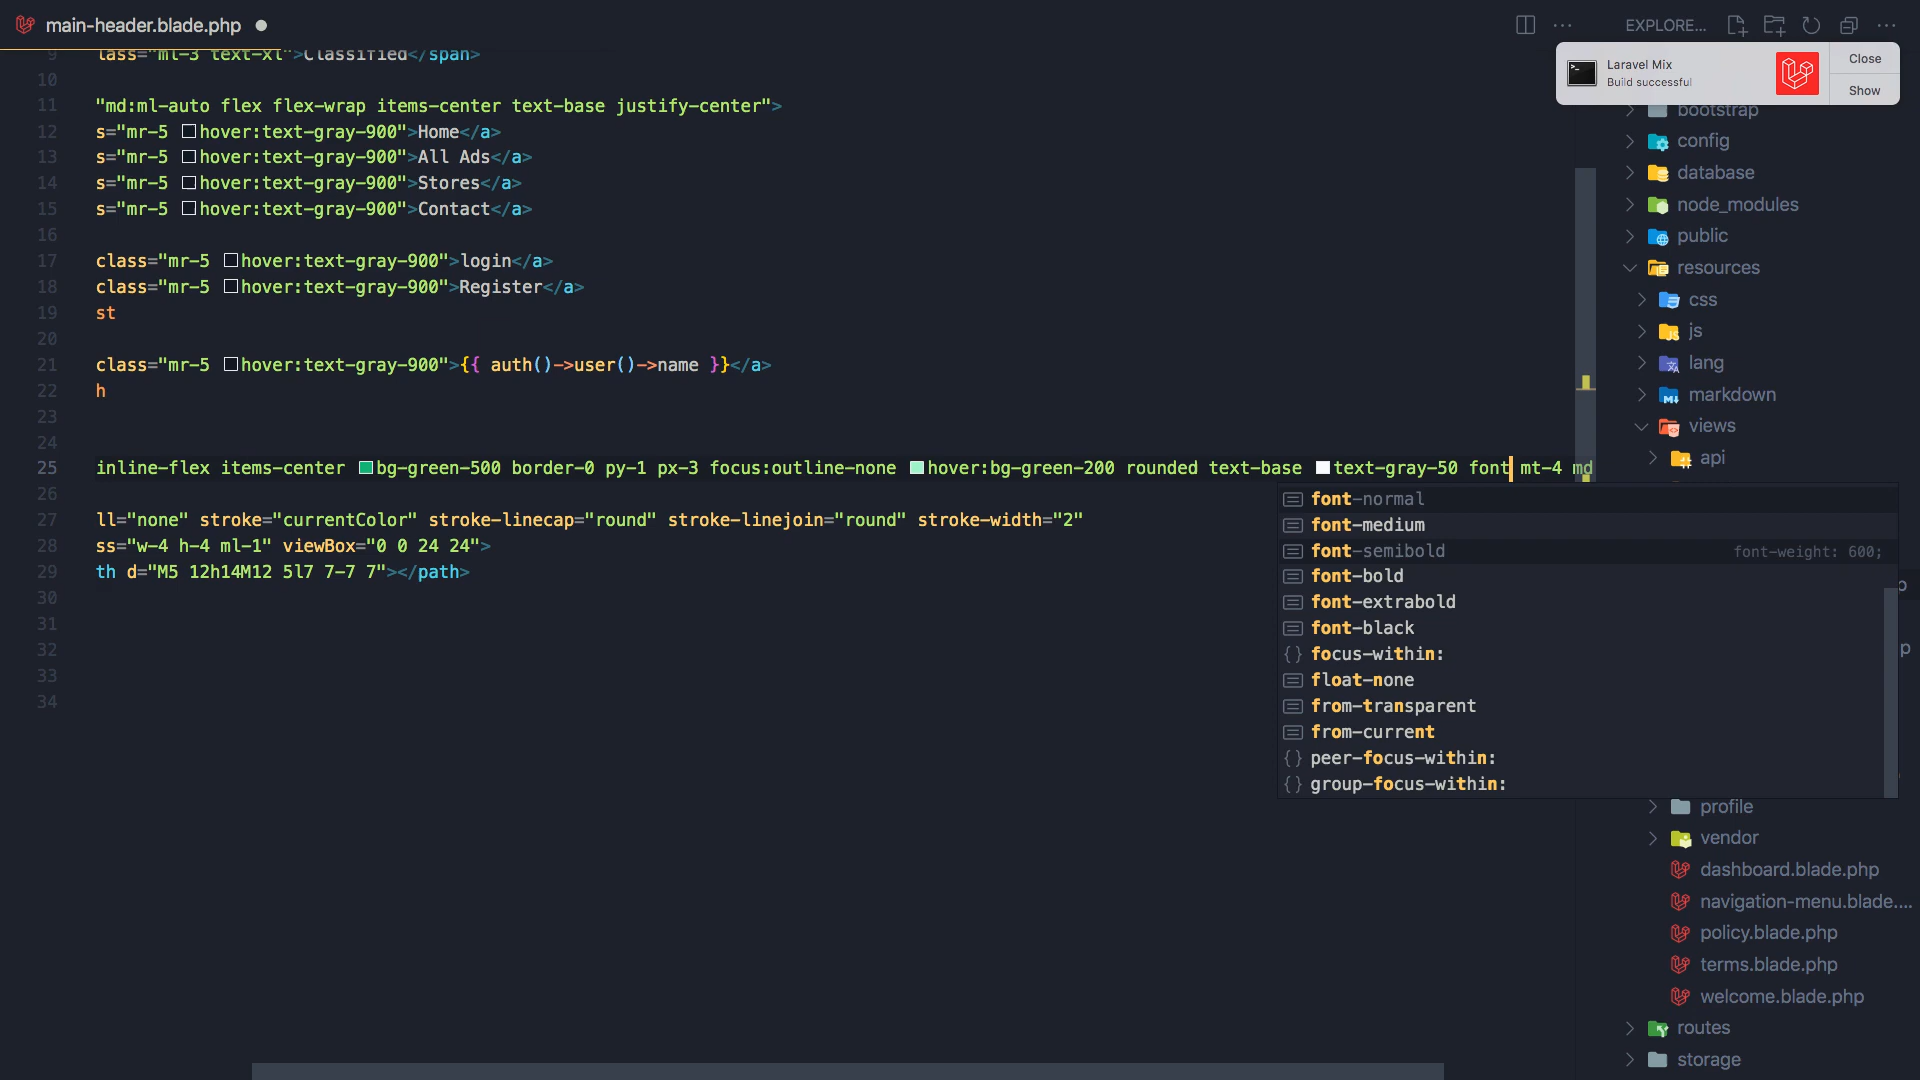 main-header.blade.php
EXPLORE...
Laravel Mix
Build successful
Close
Show
9 lass="ml-3 text-xl">Classified</span>
10
11 "md:ml-auto flex flex-wrap items-center text-base justify-center">
12 s="mr-5 hover:text-gray-900">Home</a>
13 s="mr-5 hover:text-gray-900">All Ads</a>
14 s="mr-5 hover:text-gray-900">Stores</a>
15 s="mr-5 hover:text-gray-900">Contact</a>
16
17 class="mr-5 hover:text-gray-900">login</a>
18 class="mr-5 hover:text-gray-900">Register</a>
19 st
20
21 class="mr-5 hover:text-gray-900">{{ auth()->user()->name }}</a>
22 h
23
24
25 inline-flex items-center bg-green-500 border-0 py-1 px-3 focus:outline-none hover:bg-green-200 rounded text-base text-gray-50 font mt-4 md
26
27 ll="none" stroke="currentColor" stroke-linecap="round" stroke-linejoin="round" stroke-width="2"
28 ss="w-4 h-4 ml-1" viewBox="0 0 24 24">
29 th d="M5 12h14M12 5l7 7-7 7"></path>
30
31
32
33
34
font-normal
font-medium
font-semibold font-weight: 600;
font-bold
font-extrabold
font-black
{} focus-within:
float-none
from-transparent
from-current
{} peer-focus-within:
{} group-focus-within:
bootstrap
config
database
node_modules
public
resources
css
js
lang
markdown
views
api
p
p
profile
vendor
dashboard.blade.php
navigation-menu.blade....
policy.blade.php
terms.blade.php
welcome.blade.php
routes
storage